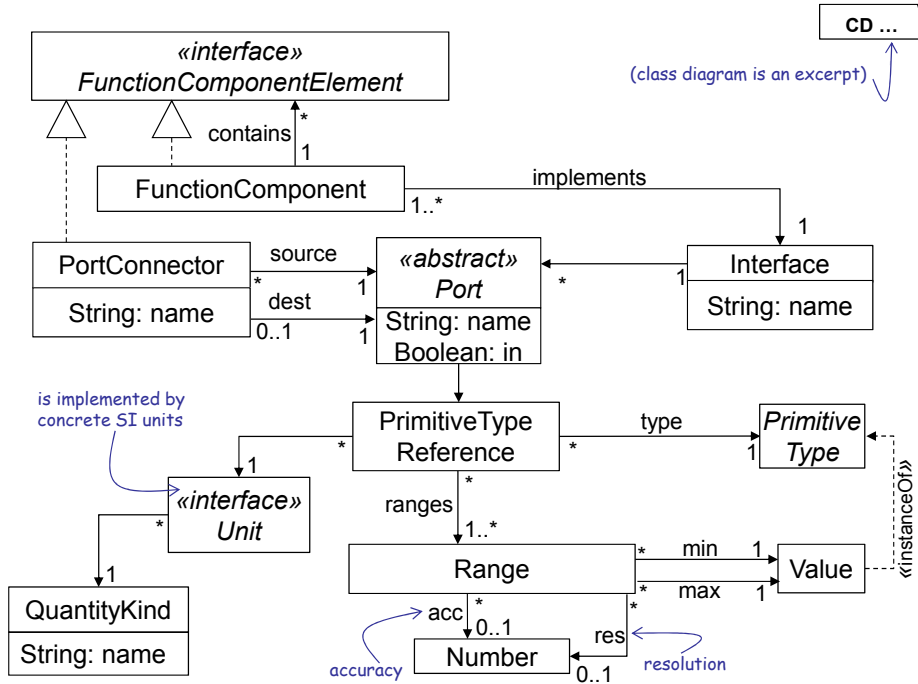 «interface»
FunctionComponentElement
CD ...
(class diagram is an excerpt)
contains
*
1
FunctionComponent
implements
1..*
1
PortConnector
String: name
source
*
1
dest
0..1
1
«abstract»
Port
String: name
Boolean: in
*
1
Interface
String: name
is implemented by
concrete SI units
PrimitiveType
Reference
*
*
type
1
Primitive
Type
1
«interface»
Unit
*
ranges
1..*
«instanceOf»
*
1
QuantityKind
String: name
Range
*
min
1
*
max
1
Value
acc
*
0..1
*
res
0..1
Number
accuracy
resolution